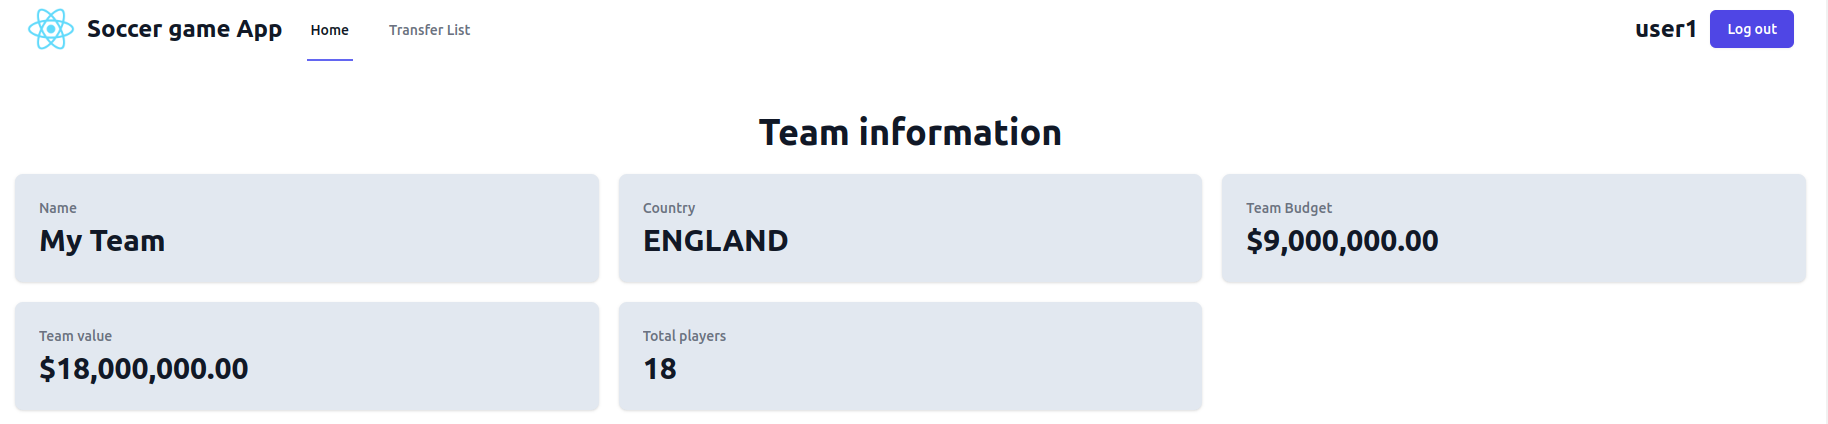 Soccer game App Home Transfer List user1 Log out
Team information
Name
My Team
Country
ENGLAND
Team Budget
$9,000,000.00
Team value
$18,000,000.00
Total players
18